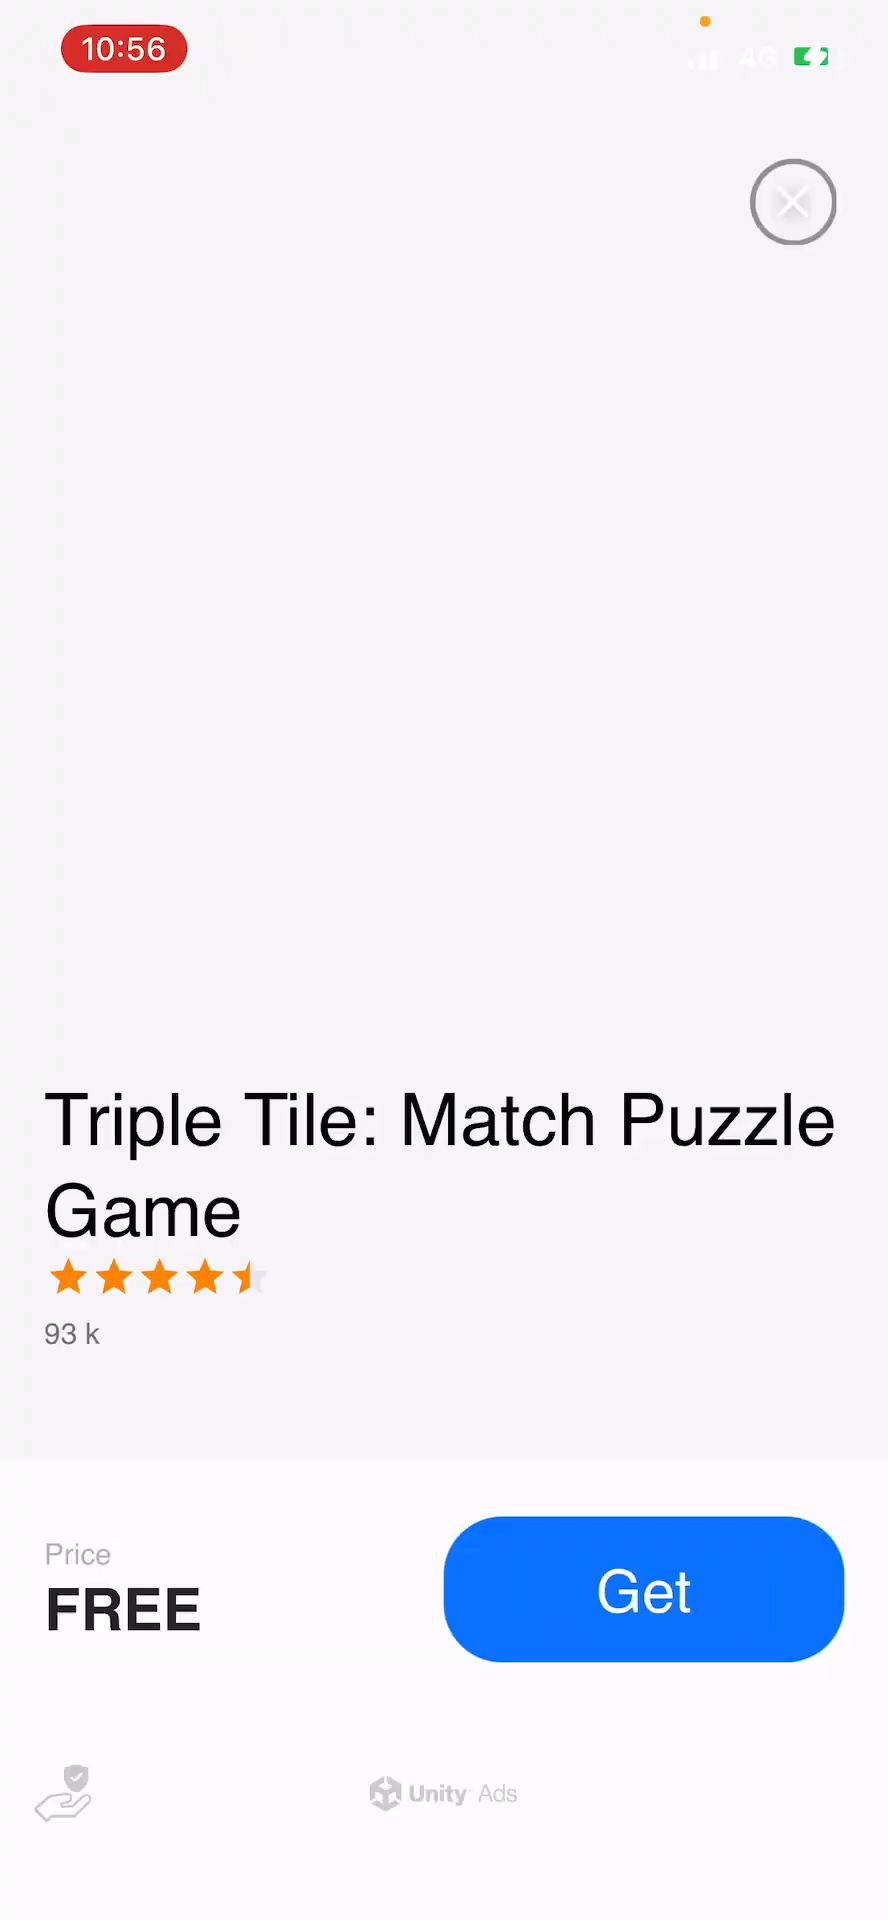 10:56
4G
Triple Tile: Match Puzzle
Game
93 k
Price
FREE
Get
Unity Ads